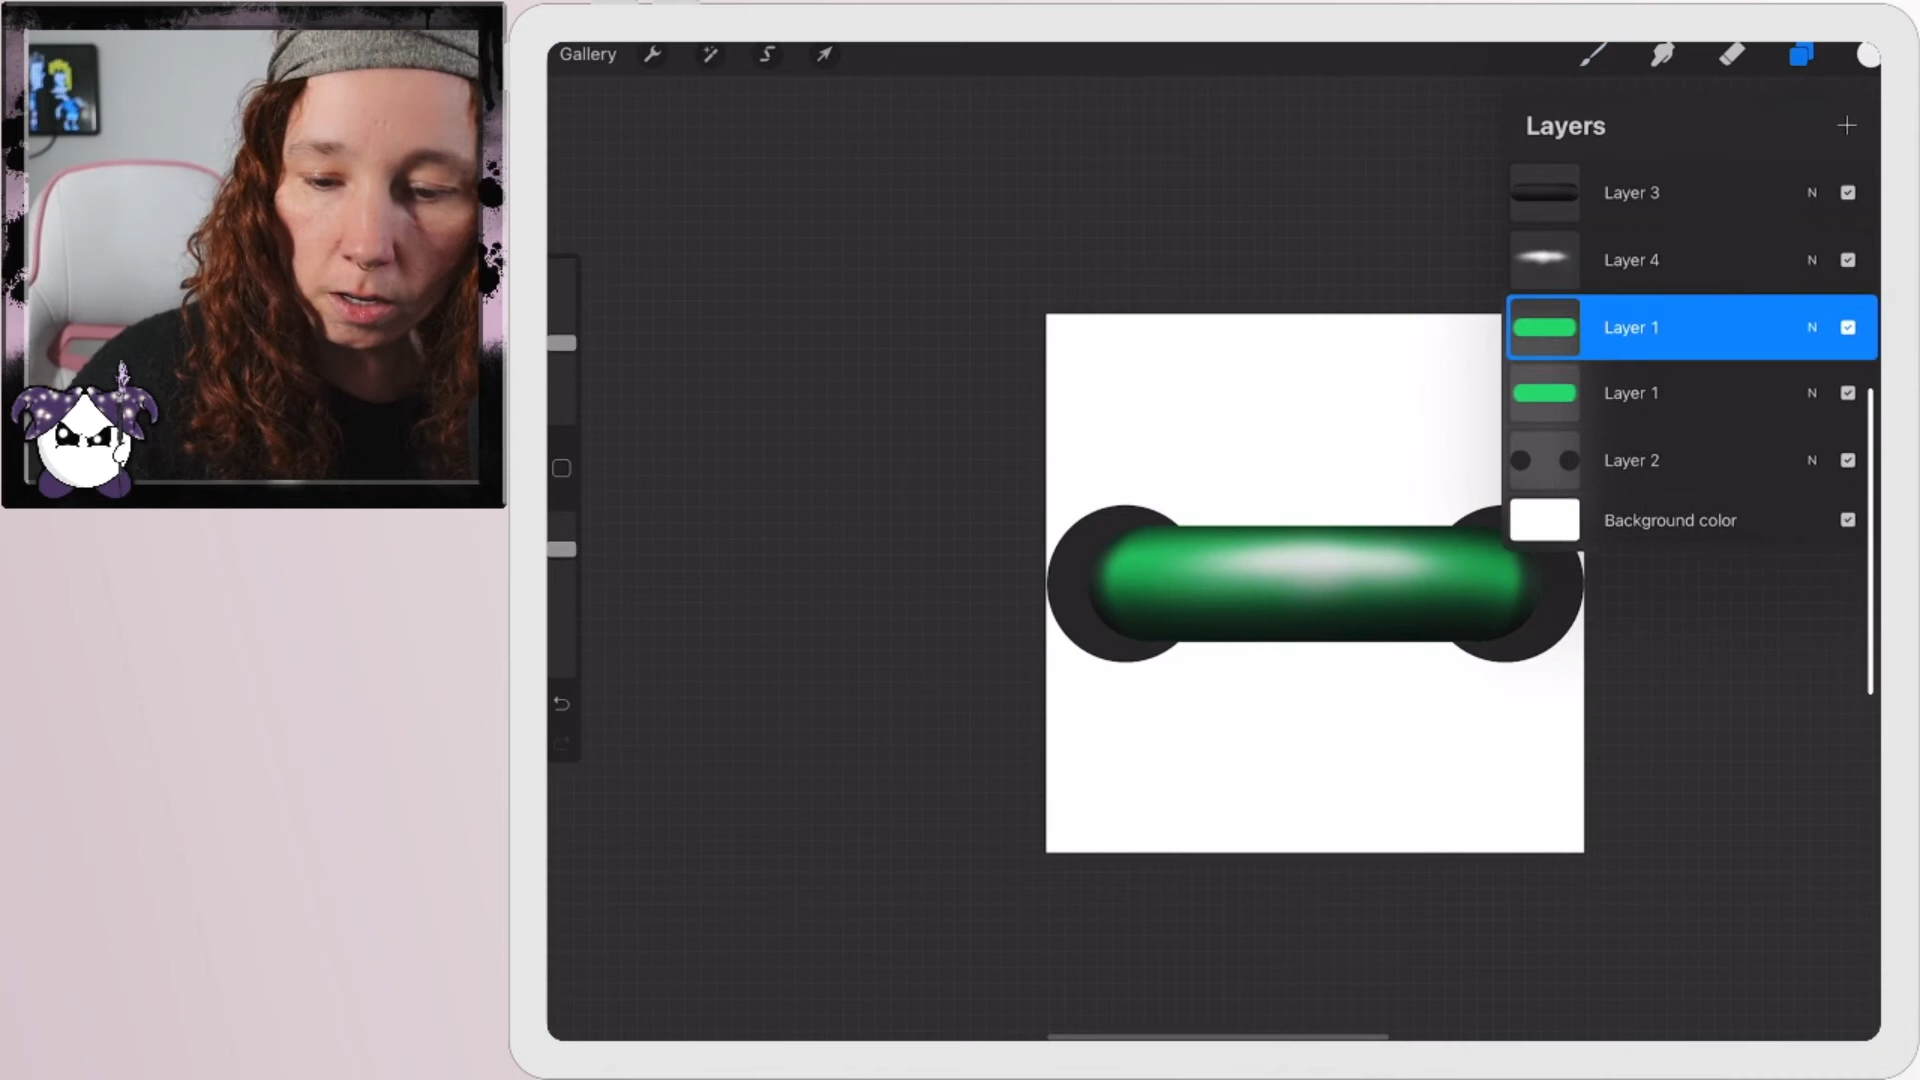 Gallery
Layers
Layer 3 N
Layer 4 N
Layer 1 N
Layer 1 N
Layer 2 N
Background color